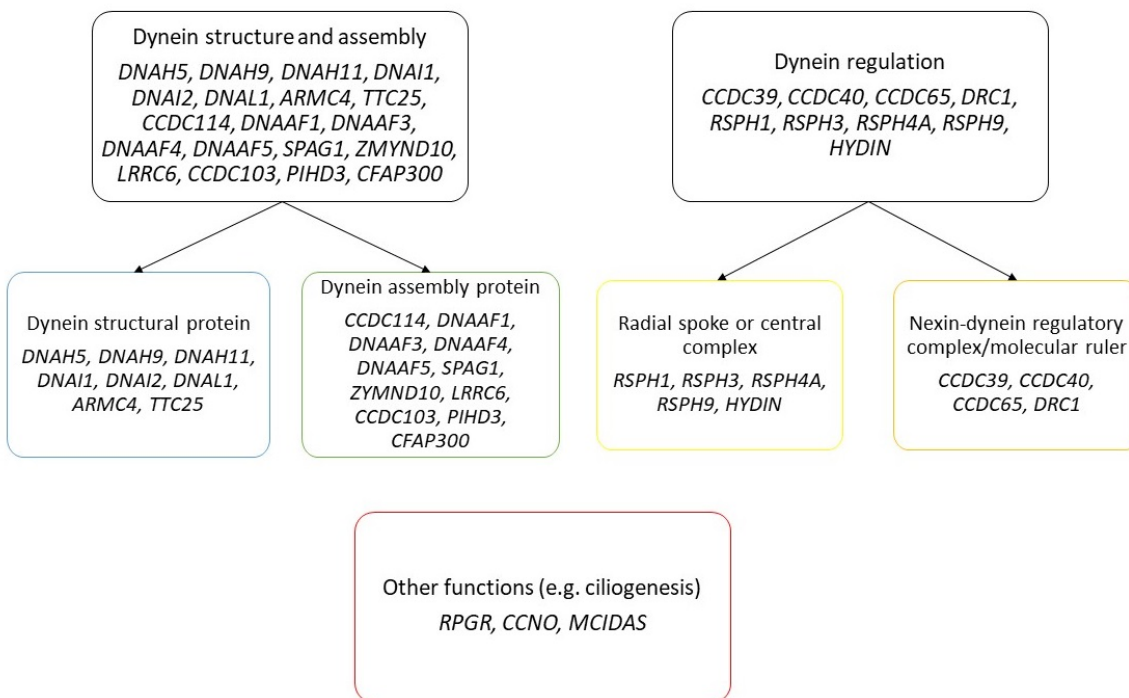 Dynein structure and assembly
DNAH5, DNAH9, DNAH11, DNAI1,
DNAI2, DNAL1, ARMC4, TTC25,
CCDC114, DNAAF1, DNAAF3,
DNAAF4, DNAAF5, SPAG1, ZMYND10,
LRRC6, CCDC103, PIHD3, CFAP300
Dynein regulation
CCDC39, CCDC40, CCDC65, DRC1,
RSPH1, RSPH3, RSPH4A, RSPH9,
HYDIN
Dynein structural protein
DNAH5, DNAH9, DNAH11,
DNAI1, DNAI2, DNAL1,
ARMC4, TTC25
Dynein assembly protein
CCDC114, DNAAF1,
DNAAF3, DNAAF4,
DNAAF5, SPAG1,
ZYMND10, LRRC6,
CCDC103, PIHD3,
CFAP300
Radial spoke or central
complex
RSPH1, RSPH3, RSPH4A,
RSPH9, HYDIN
Nexin-dynein regulatory
complex/molecular ruler
CCDC39, CCDC40,
CCDC65, DRC1
Other functions (e.g. ciliogenesis)
RPGR, CCNO, MCIDAS